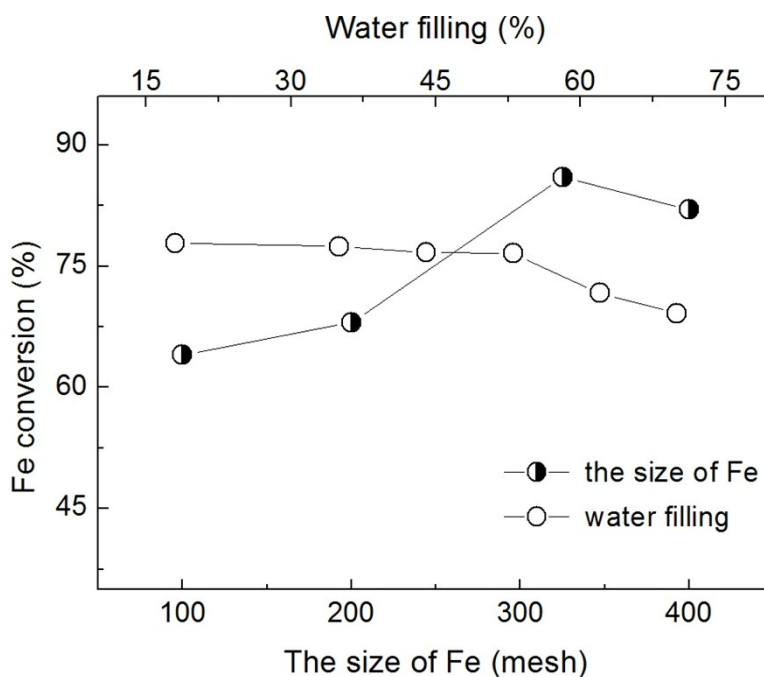 Water filling (%)
15 30 45 60 75
90
75
60
45
Fe conversion (%)
the size of Fe
water filling
100 200 300 400
The size of Fe (mesh)